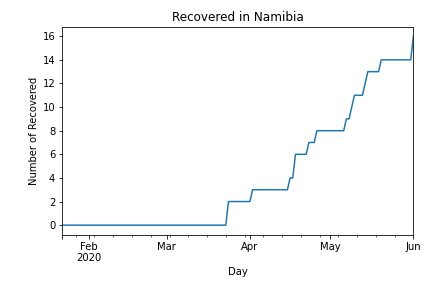 Recovered in Namibia
Number of Recovered
16
14
12
10
8
6
4
2
0
Feb
2020
Mar
Apr
May
Jun
Day